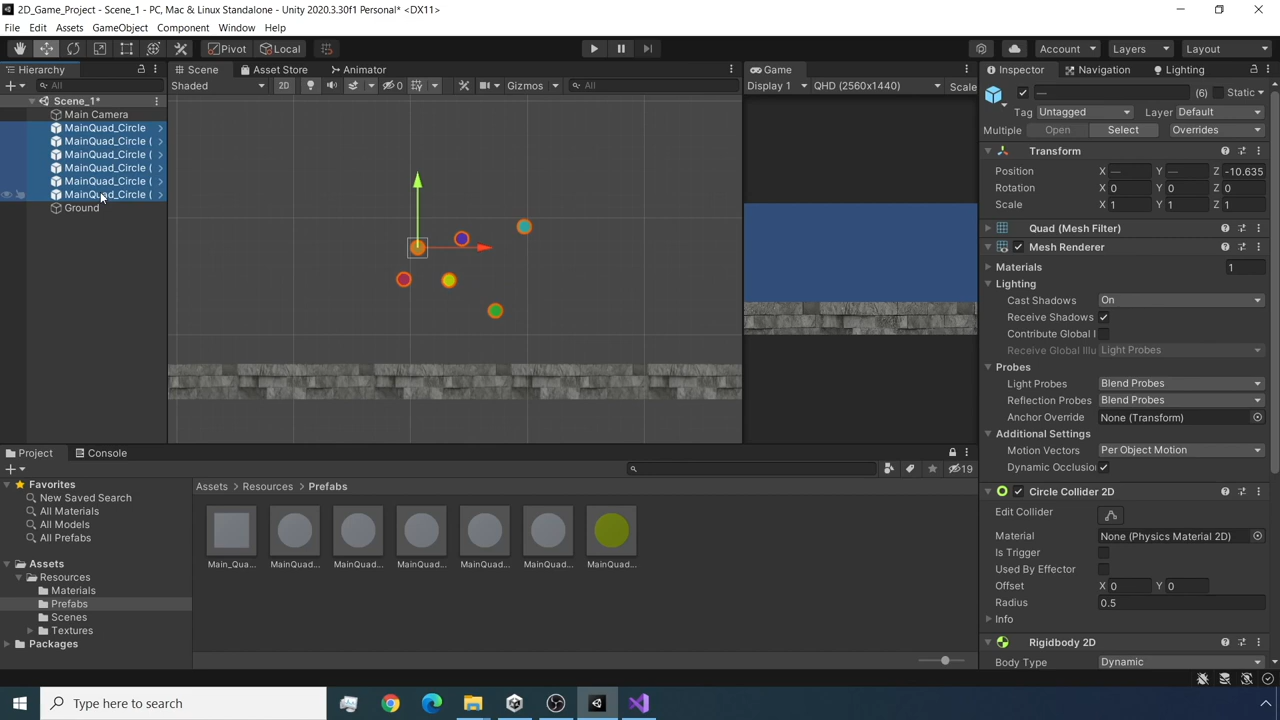 2D_Game_Project - Scene_1 - PC, Mac & Linux Standalone - Unity 2020.3.30f1 Personal* <DX11>
File Edit Assets GameObject Component Window Help
Pivot Local Account Layers Layout
Hierarchy
All
Scene_1*
Main Camera
MainQuad_Circle
MainQuad_Circle (
MainQuad_Circle (
MainQuad_Circle (
MainQuad_Circle (
MainQuad_Circle (
Ground
Scene Asset Store Animator
Shaded 2D 0 Gizmos All
Game
Display 1 QHD (2560x1440) Scale
Inspector Navigation Lighting
— (6) Static
Tag Untagged Layer Default
Multiple Open Select Overrides
Transform
Position X — Y — Z -10.635
Rotation X 0 Y 0 Z 0
Scale X 1 Y 1 Z 1
Quad (Mesh Filter)
Mesh Renderer
Materials 1
Lighting
Cast Shadows On
Receive Shadows
Contribute Global I
Receive Global Illu Light Probes
Probes
Light Probes Blend Probes
Reflection Probes Blend Probes
Anchor Override None (Transform)
Additional Settings
Motion Vectors Per Object Motion
Dynamic Occlusion
Circle Collider 2D
Edit Collider
Material None (Physics Material 2D)
Is Trigger
Used By Effector
Offset X 0 Y 0
Radius 0.5
Info
Rigidbody 2D
Body Type Dynamic
Project Console
19
Favorites
New Saved Search
All Materials
All Models
All Prefabs
Assets
Resources
Materials
Prefabs
Scenes
Textures
Packages
Assets > Resources > Prefabs
Main_Qua... MainQuad... MainQuad... MainQuad... MainQuad... MainQuad... MainQuad...
Type here to search